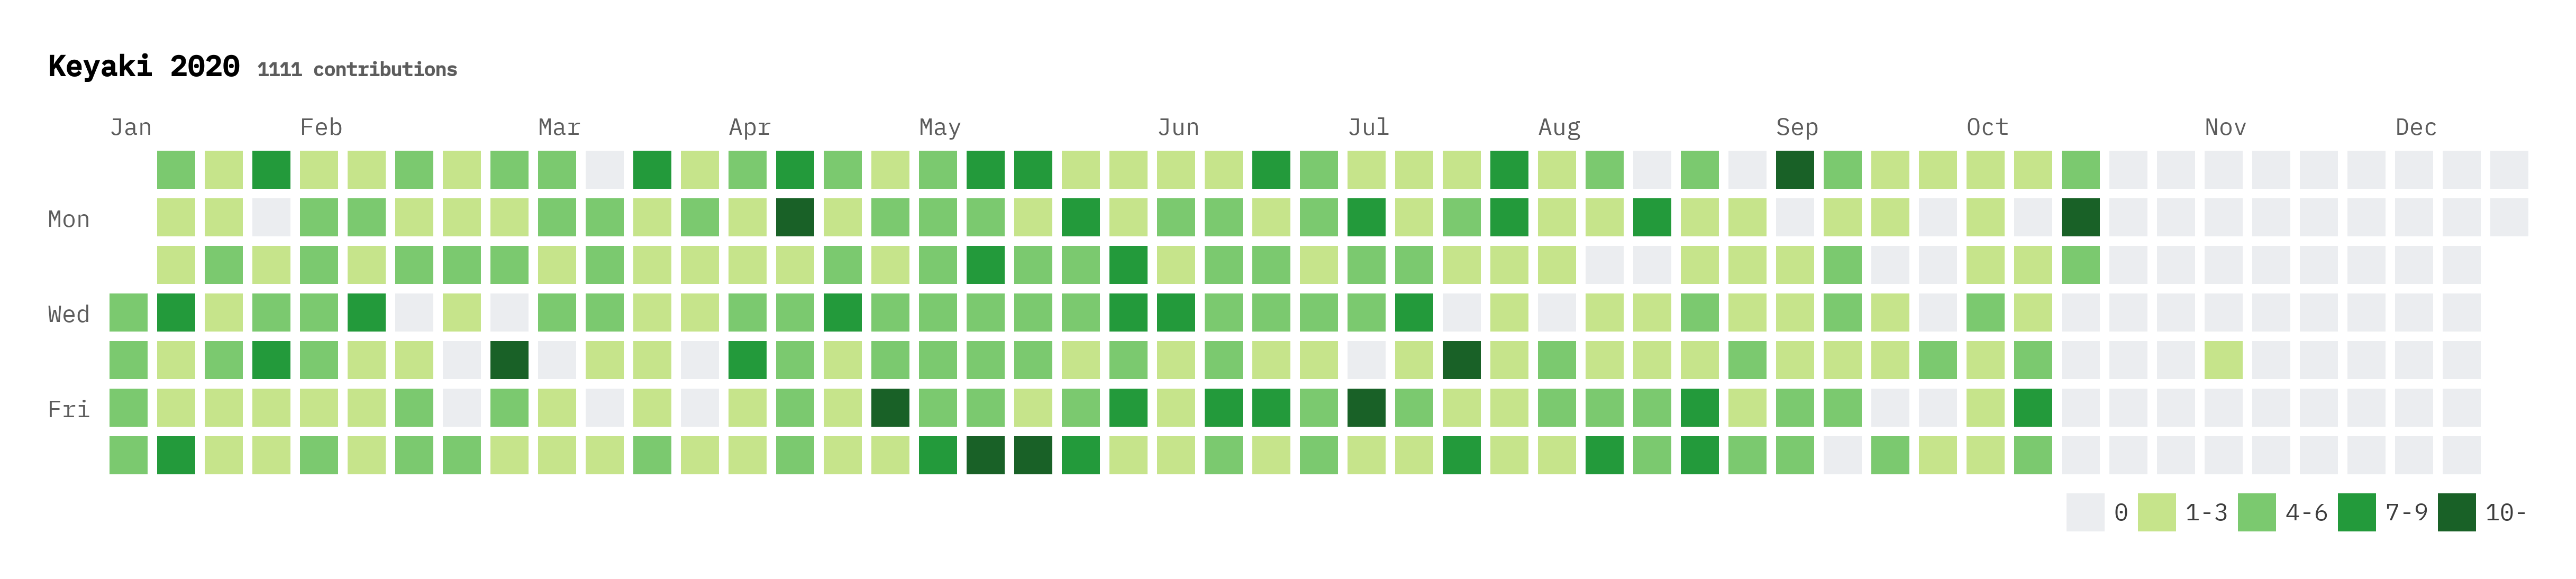 Keyaki 2020 1111 contributions
Jan Feb Mar Apr May Jun Jul Aug Sep Oct Nov Dec
Mon
Wed
Fri
0 1-3 4-6 7-9 10-